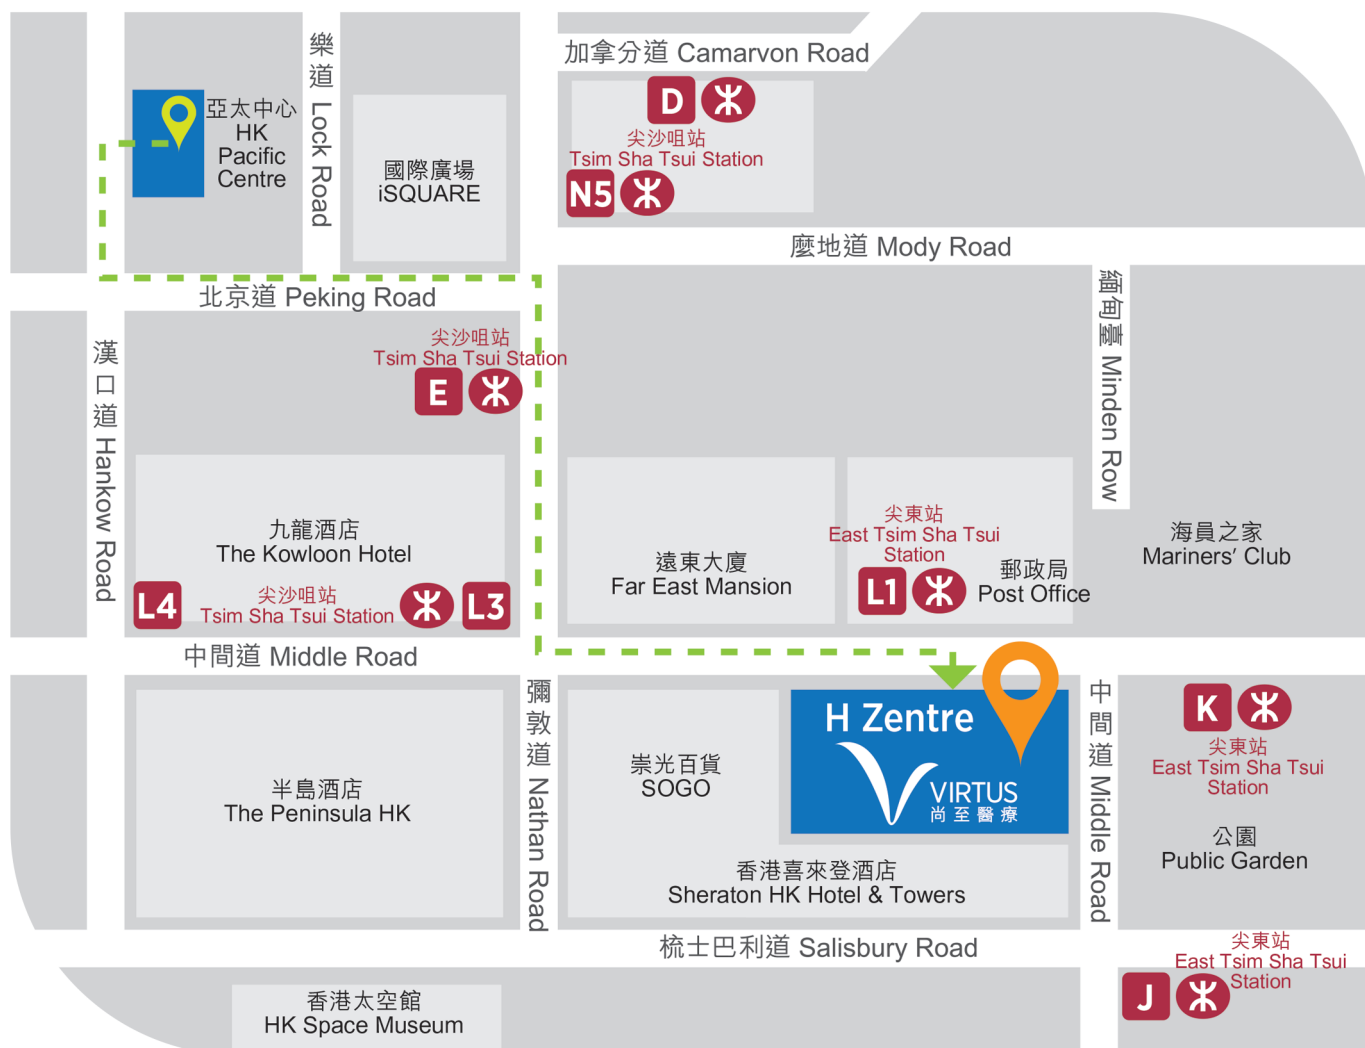 加拿分道 Camarvon Road
樂道 Lock Road
亞太中心
HK
Pacific
Centre
國際廣場
iSQUARE
D
尖沙咀站
Tsim Sha Tsui Station
N5
麼地道 Mody Road
北京道 Peking Road
緬甸臺 Minden Row
尖沙咀站
Tsim Sha Tsui Station
E
漢口道 Hankow Road
九龍酒店
The Kowloon Hotel
L4
尖沙咀站
Tsim Sha Tsui Station
L3
遠東大廈
Far East Mansion
尖東站
East Tsim Sha Tsui
Station
L1
郵政局
Post Office
海員之家
Mariners’ Club
中間道 Middle Road
彌敦道 Nathan Road
半島酒店
The Peninsula HK
崇光百貨
SOGO
H Zentre
VIRTUS
尚至醫療
中間道 Middle Road
K
尖東站
East Tsim Sha Tsui
Station
公園
Public Garden
香港喜來登酒店
Sheraton HK Hotel & Towers
梳士巴利道 Salisbury Road
尖東站
East Tsim Sha Tsui
Station
J
香港太空館
HK Space Museum